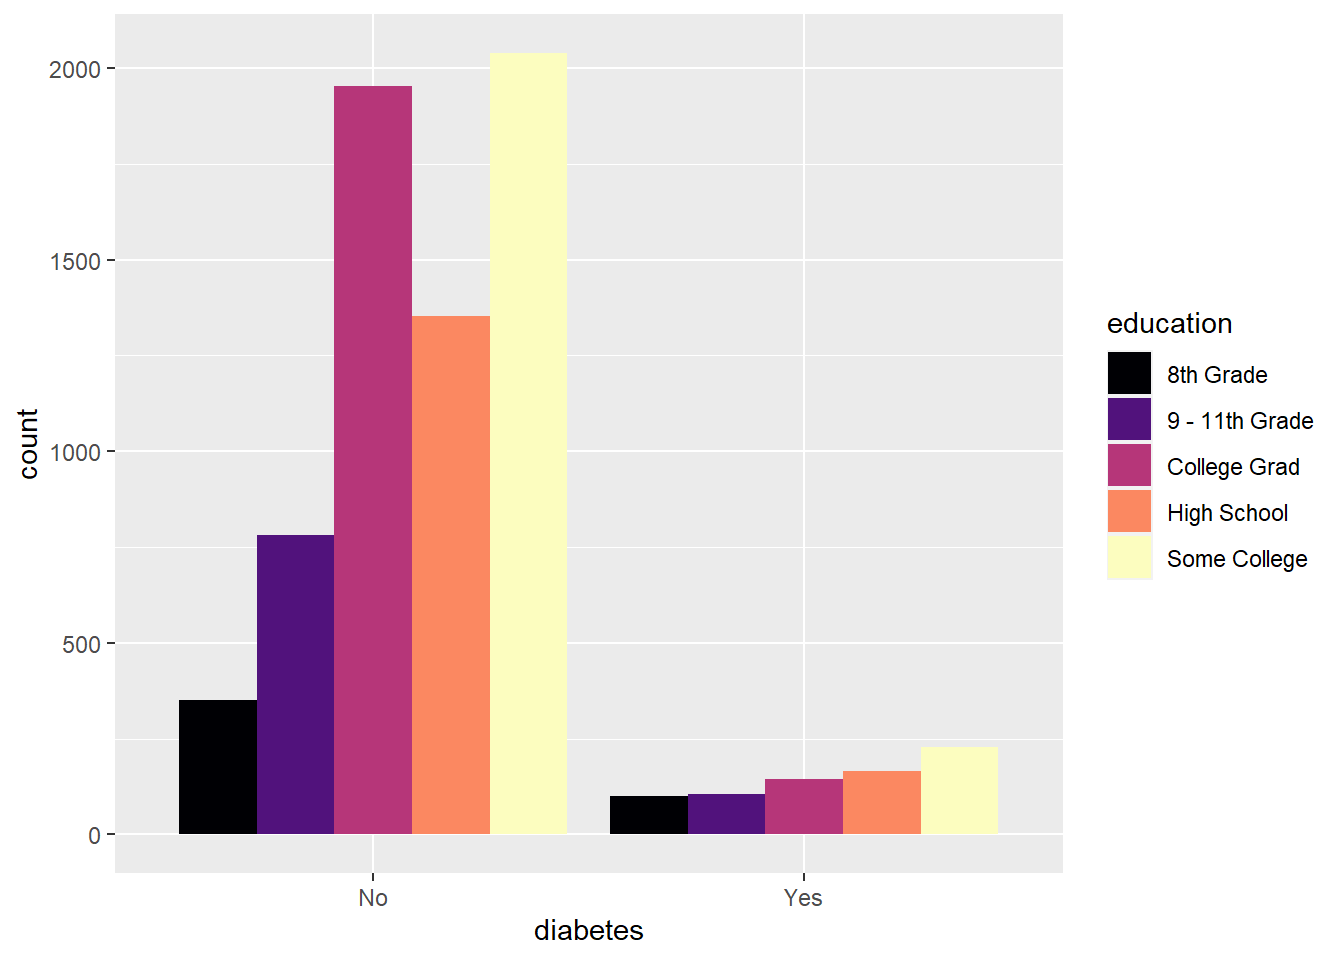 2000
1500
1000
500
0
count
No
Yes
diabetes
education
8th Grade
9 - 11th Grade
College Grad
High School
Some College